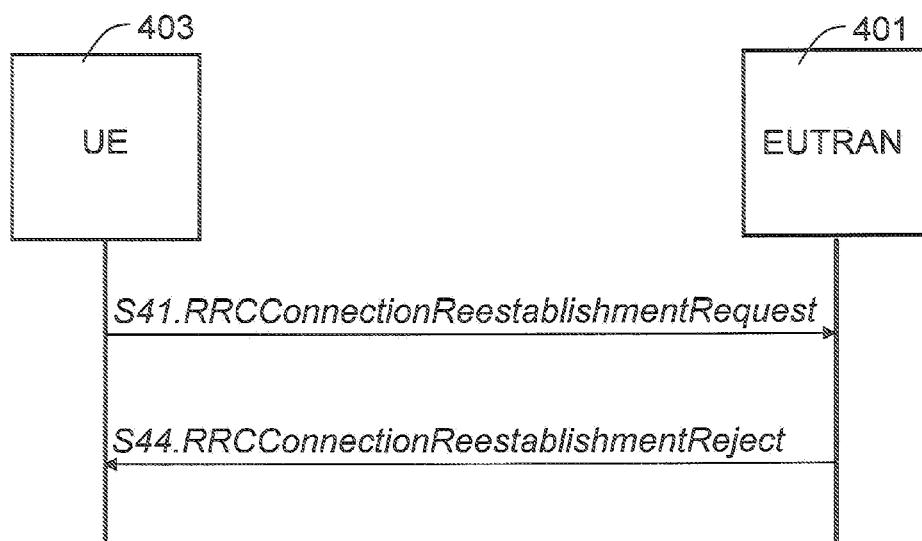 403
401
UE
EUTRAN
S41.RRCConnectionReestablishmentRequest
S44.RRCConnectionReestablishmentReject